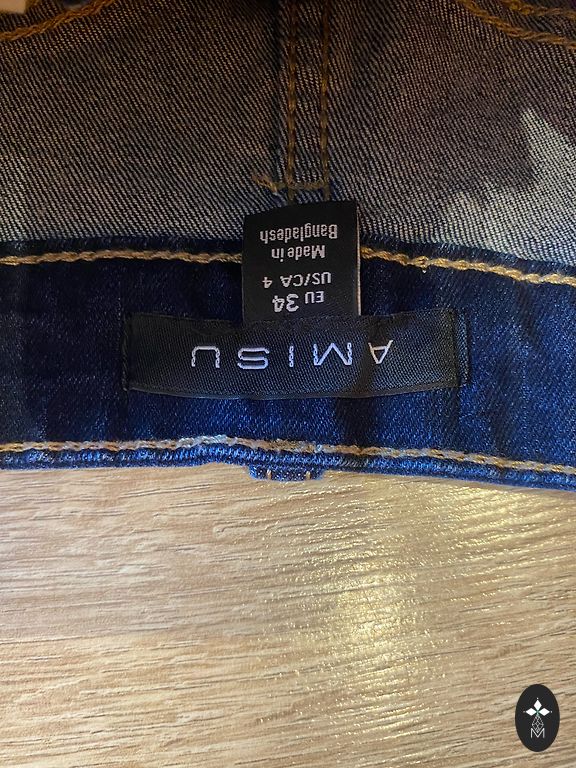 AMISU
EU 34
US/CA 4
Made in
Bangladesh
M